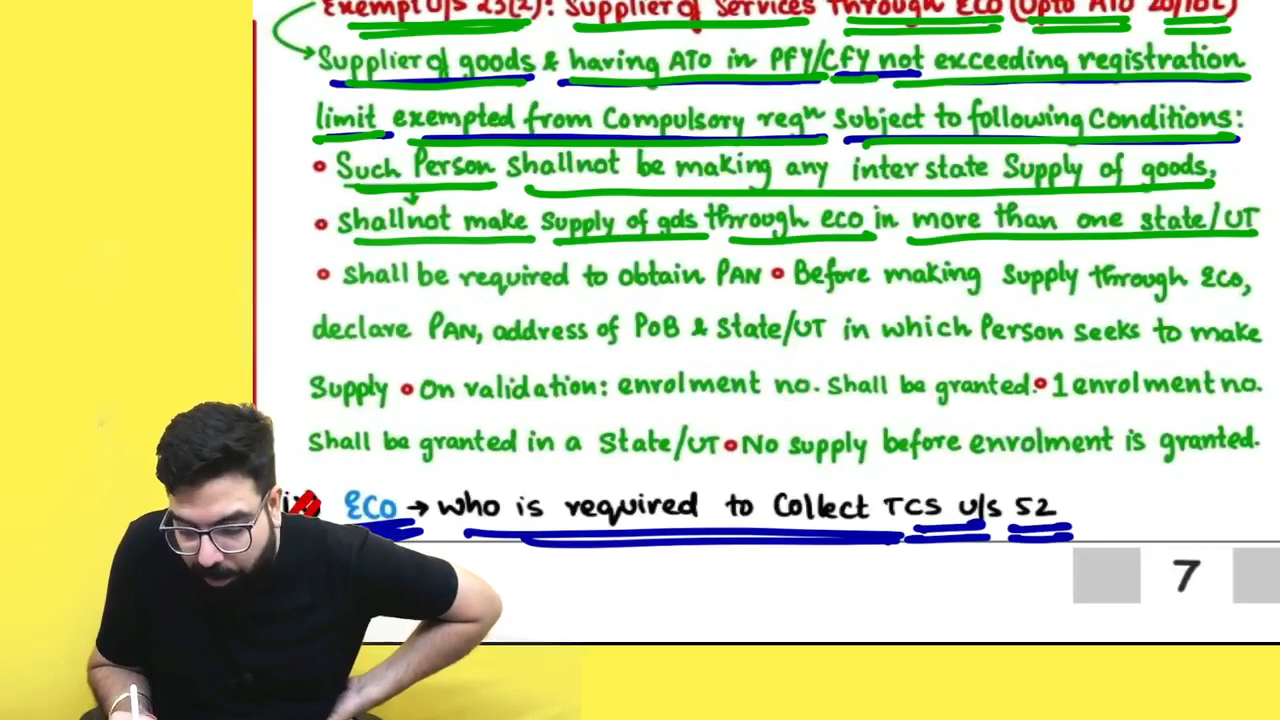 Exempt u/s 23(2): Supplier of Services through ECO (Upto ATO 20/10L)
Supplier of goods & having ATO in PFY/CFY not exceeding registration
limit exempted from Compulsory regn Subject to following Conditions:
• Such Person Shall not be making any inter state Supply of goods,
• Shall not make Supply of gds through eco in more than one state/UT
• Shall be required to obtain PAN • Before making Supply through ECO,
declare PAN, address of PoB & State/UT in which Person seeks to make
Supply • On validation: enrolment no. Shall be granted. • 1 enrolment no.
Shall be granted in a State/UT • No supply before enrolment is granted.
ECO → who is required to Collect TCS u/s 52
7